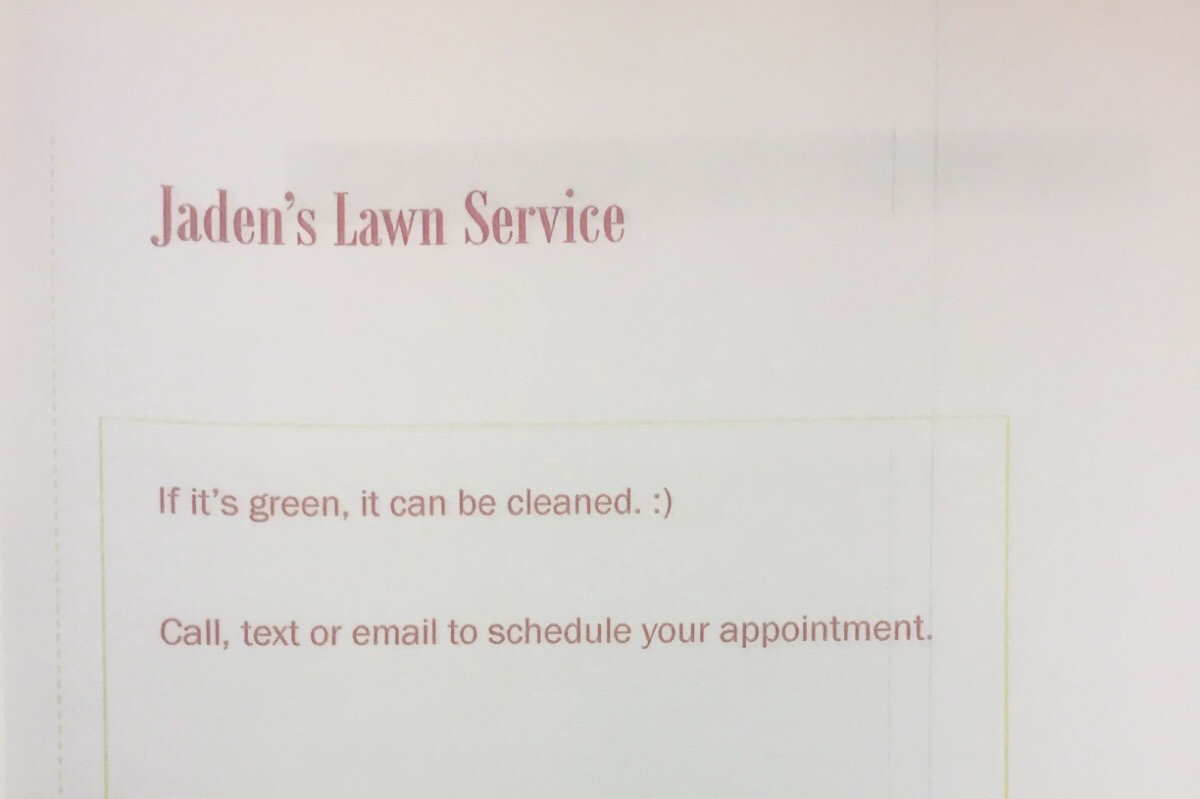 Jaden's Lawn Service
If it's green, it can be cleaned. :)
Call, text or email to schedule your appointment.